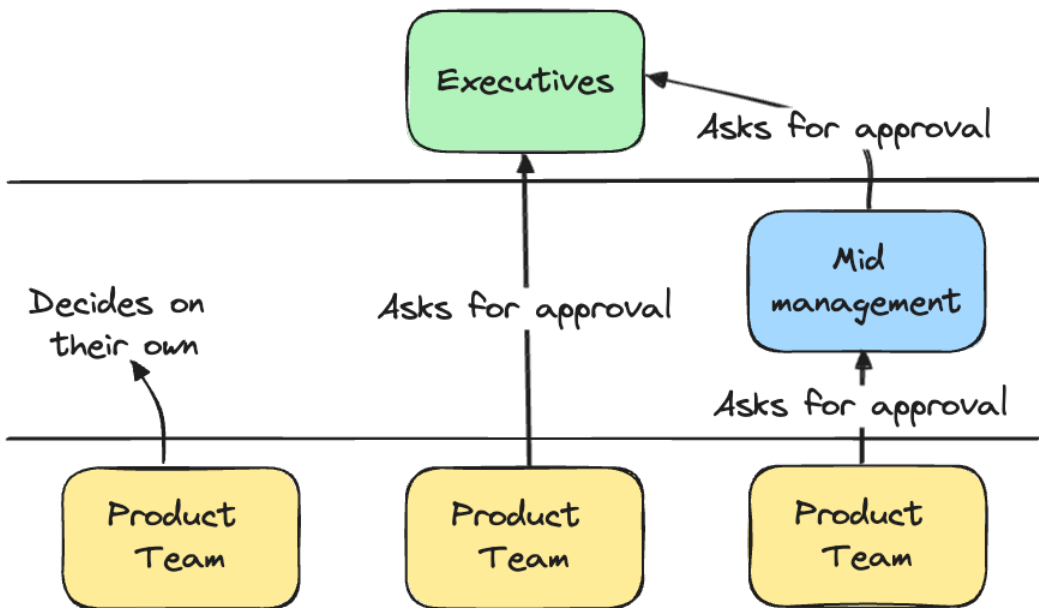 Executives
Asks for approval
Mid
management
Decides on
their own
Asks for approval
Asks for approval
Product
Team
Product
Team
Product
Team